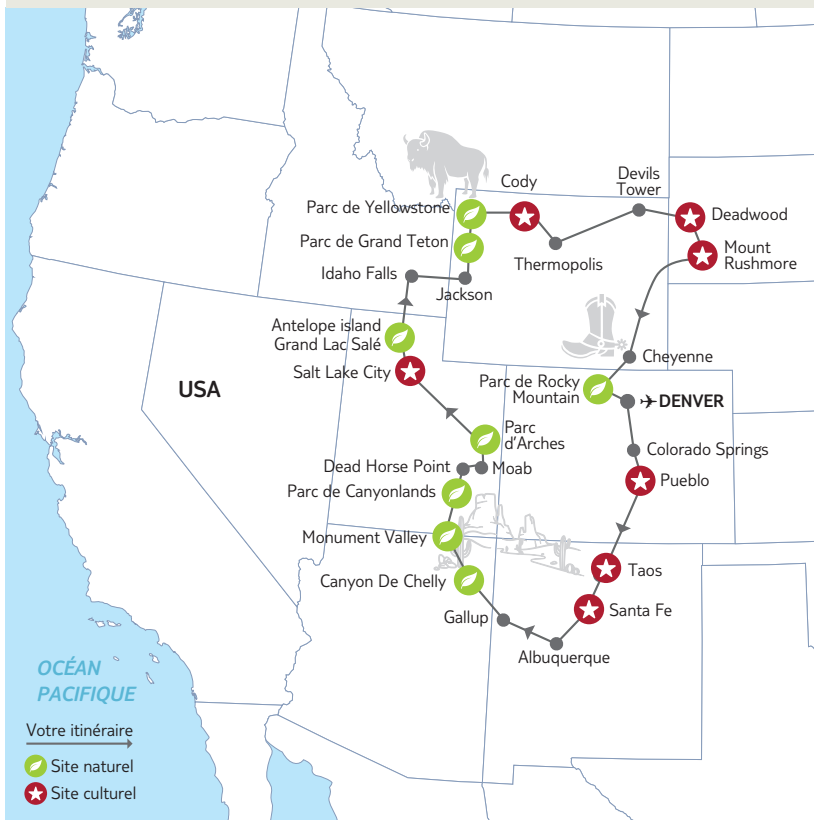 Cody
Devils
Tower
Parc de Yellowstone
Deadwood
Parc de Grand Teton
Thermopolis
Mount
Rushmore
Idaho Falls
Jackson
Antelope island
Grand Lac Salé
Cheyenne
Salt Lake City
USA
Parc de Rocky
Mountain
DENVER
Parc
d'Arches
Colorado Springs
Dead Horse Point
Moab
Pueblo
Parc de Canyonlands
Monument Valley
Taos
Canyon De Chelly
Santa Fe
Gallup
Albuquerque
OCÉAN
PACIFIQUE
Votre itinéraire
Site naturel
Site culturel